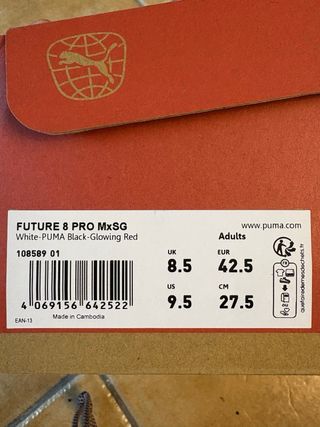 FUTURE 8 PRO MxSG
White-PUMA Black-Glowing Red
108589 01
4 069156 642522
EAN-13
Made in Cambodia
www.puma.com
Adults
UK EUR
8.5 42.5
US CM
9.5 27.5
quefairedemesdechets.fr